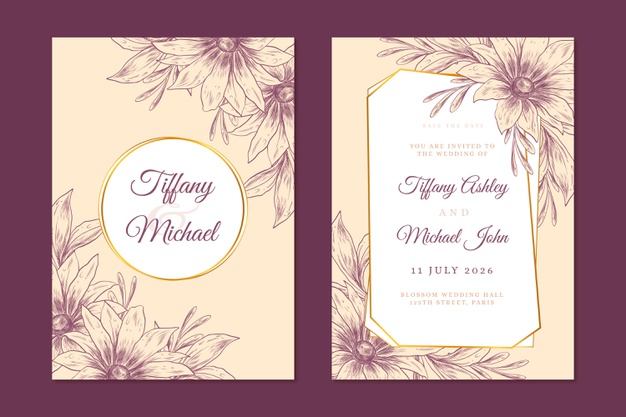 Tiffany
&
Michael
SAVE THE DATE
YOU ARE INVITED TO
THE WEDDING OF
Tiffany Ashley
AND
Michael John
11 JULY 2026
BLOSSOM WEDDING HALL
123TH STREET, PARIS